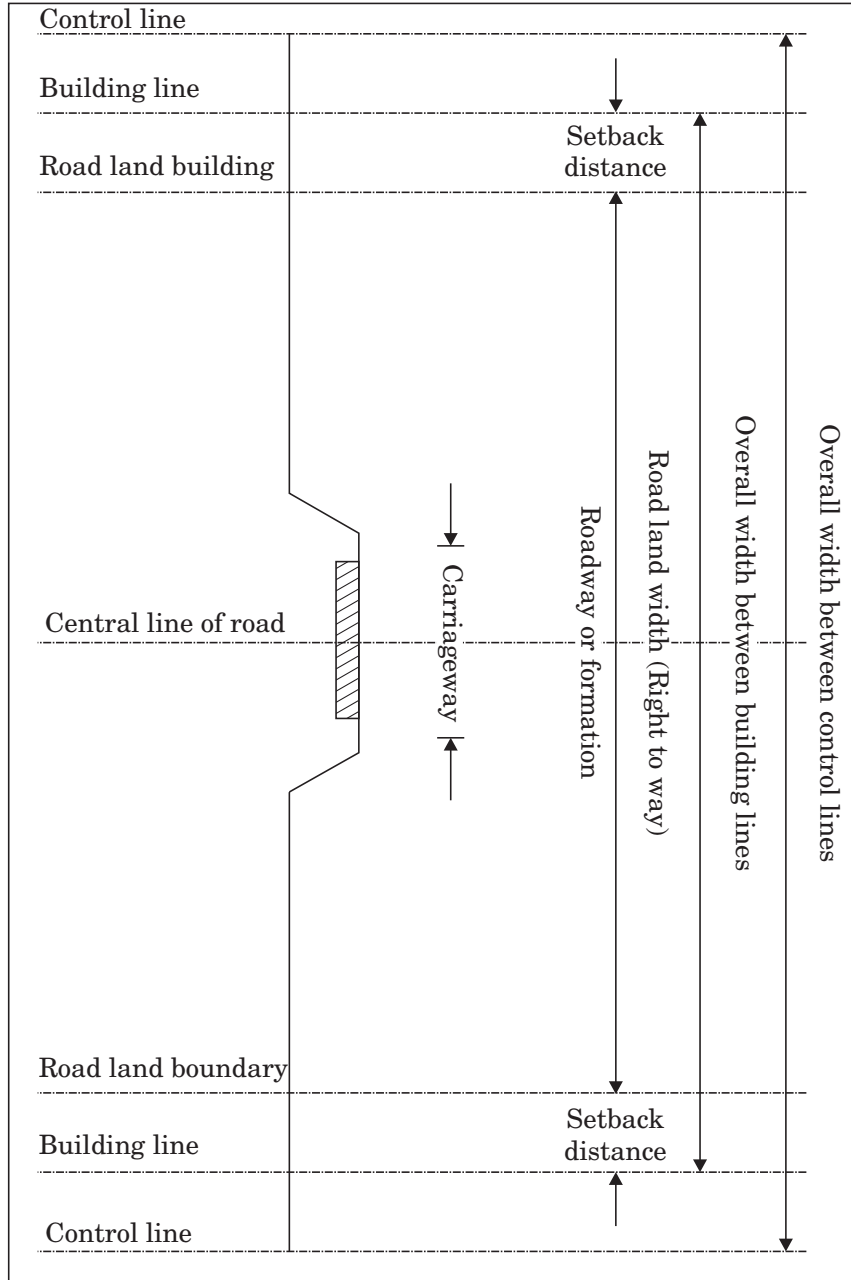 Control line
Building line
Setback
distance
Road land building
Central line of road
Carriageway
Roadway or formation
Road land width (Right to way)
Overall width between building lines
Overall width between control lines
Road land boundary
Setback
distance
Building line
Control line